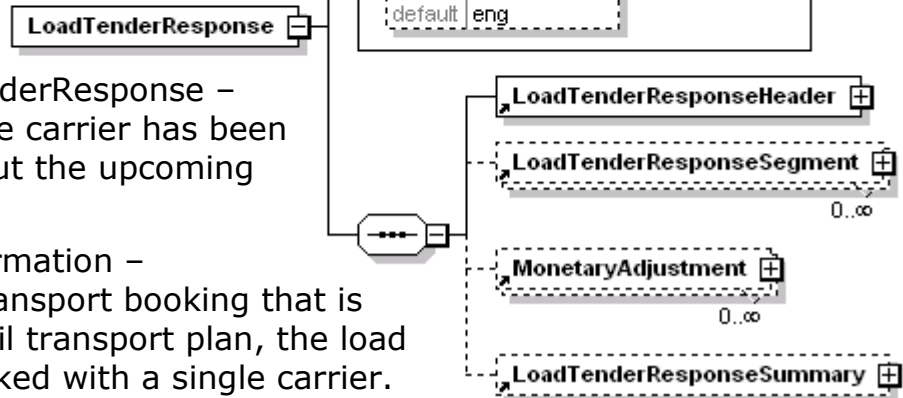 default eng
LoadTenderResponse
LoadTenderResponseHeader
LoadTenderResponseSegment
0..∞
MonetaryAdjustment
0..∞
LoadTenderResponseSummary
nderResponse –
e carrier has been
ut the upcoming
rmation –
ansport booking that is
il transport plan, the load
ked with a single carrier.